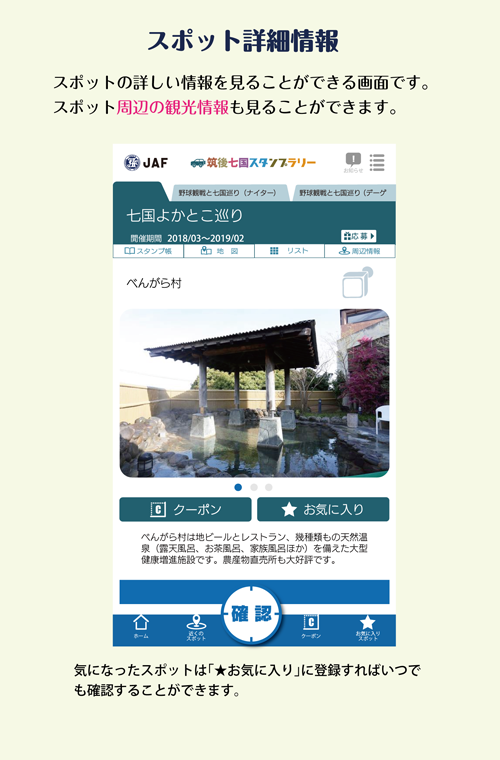 スポット詳細情報
スポットの詳しい情報を見ることができる画面です。
スポット周辺の観光情報も見ることができます。
JAF 筑後七国スタンプラリー お知らせ
野球観戦と七国巡り（ナイター） 野球観戦と七国巡り（デーゲ
七国よかとこ巡り
開催期間 2018/03〜2019/02 応募
スタンプ帳 地図 リスト 周辺情報
べんがら村
クーポン お気に入り
べんがら村は地ビールとレストラン、幾種類もの天然温
泉（露天風呂、お茶風呂、家族風呂ほか）を備えた大型
健康増進施設です。農産物直売所も大好評です。
ホーム 近くの
スポット 確認 クーポン お気に入り
スポット
気になったスポットは「★お気に入り」に登録すればいつで
も確認することができます。